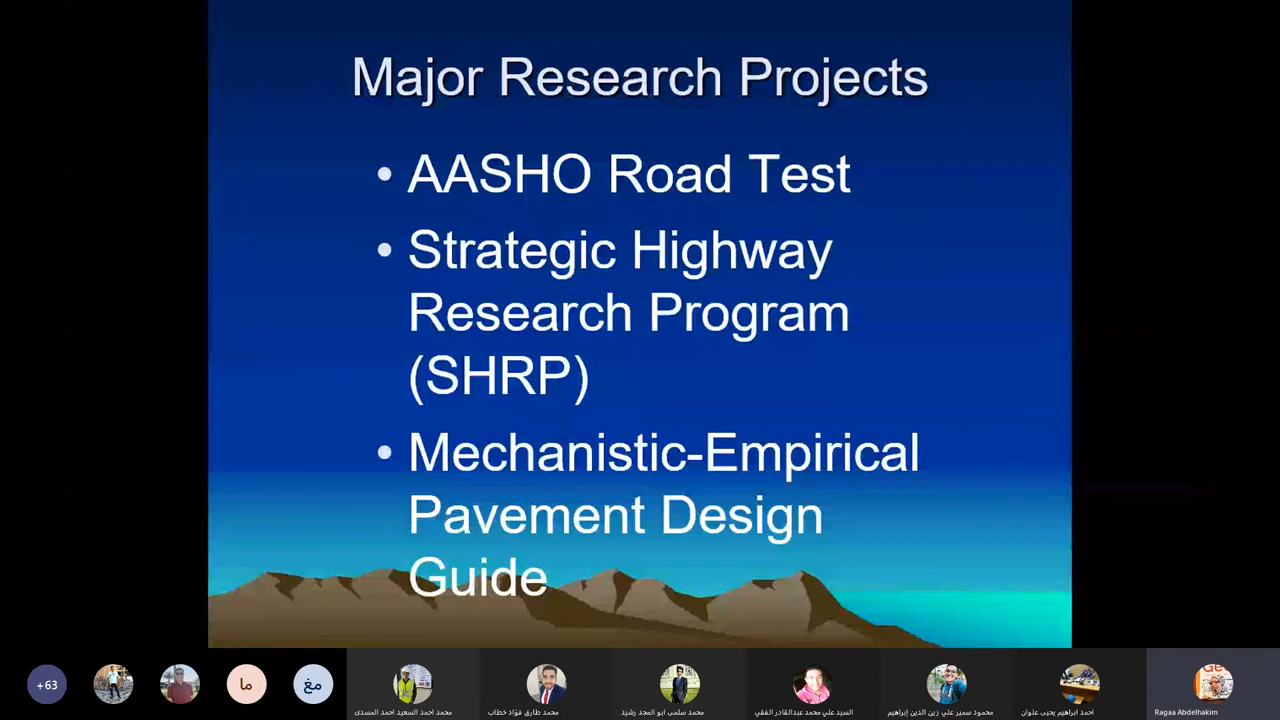 Major Research Projects
• AASHO Road Test
• Strategic Highway
Research Program
(SHRP)
• Mechanistic-Empirical
Pavement Design
Guide
+63
ما
مغ
محمد احمد السعيد احمد المسدى
محمد طارق فؤاد خطاب
محمد سلمى ابو المجد رشيد
السيد علي محمد عبدالقادر الفقي
محمود سمير علي زين الدين إبراهيم
احمد ابراهيم يحيى علوان
Ragaa Abdelhakim